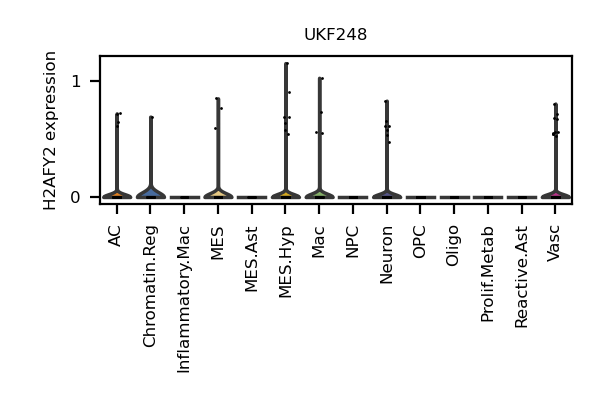 UKF248
H2AFY2 expression
1
0
AC
Chromatin.Reg
Inflammatory.Mac
MES
MES.Ast
MES.Hyp
Mac
NPC
Neuron
OPC
Oligo
Prolif.Metab
Reactive.Ast
Vasc